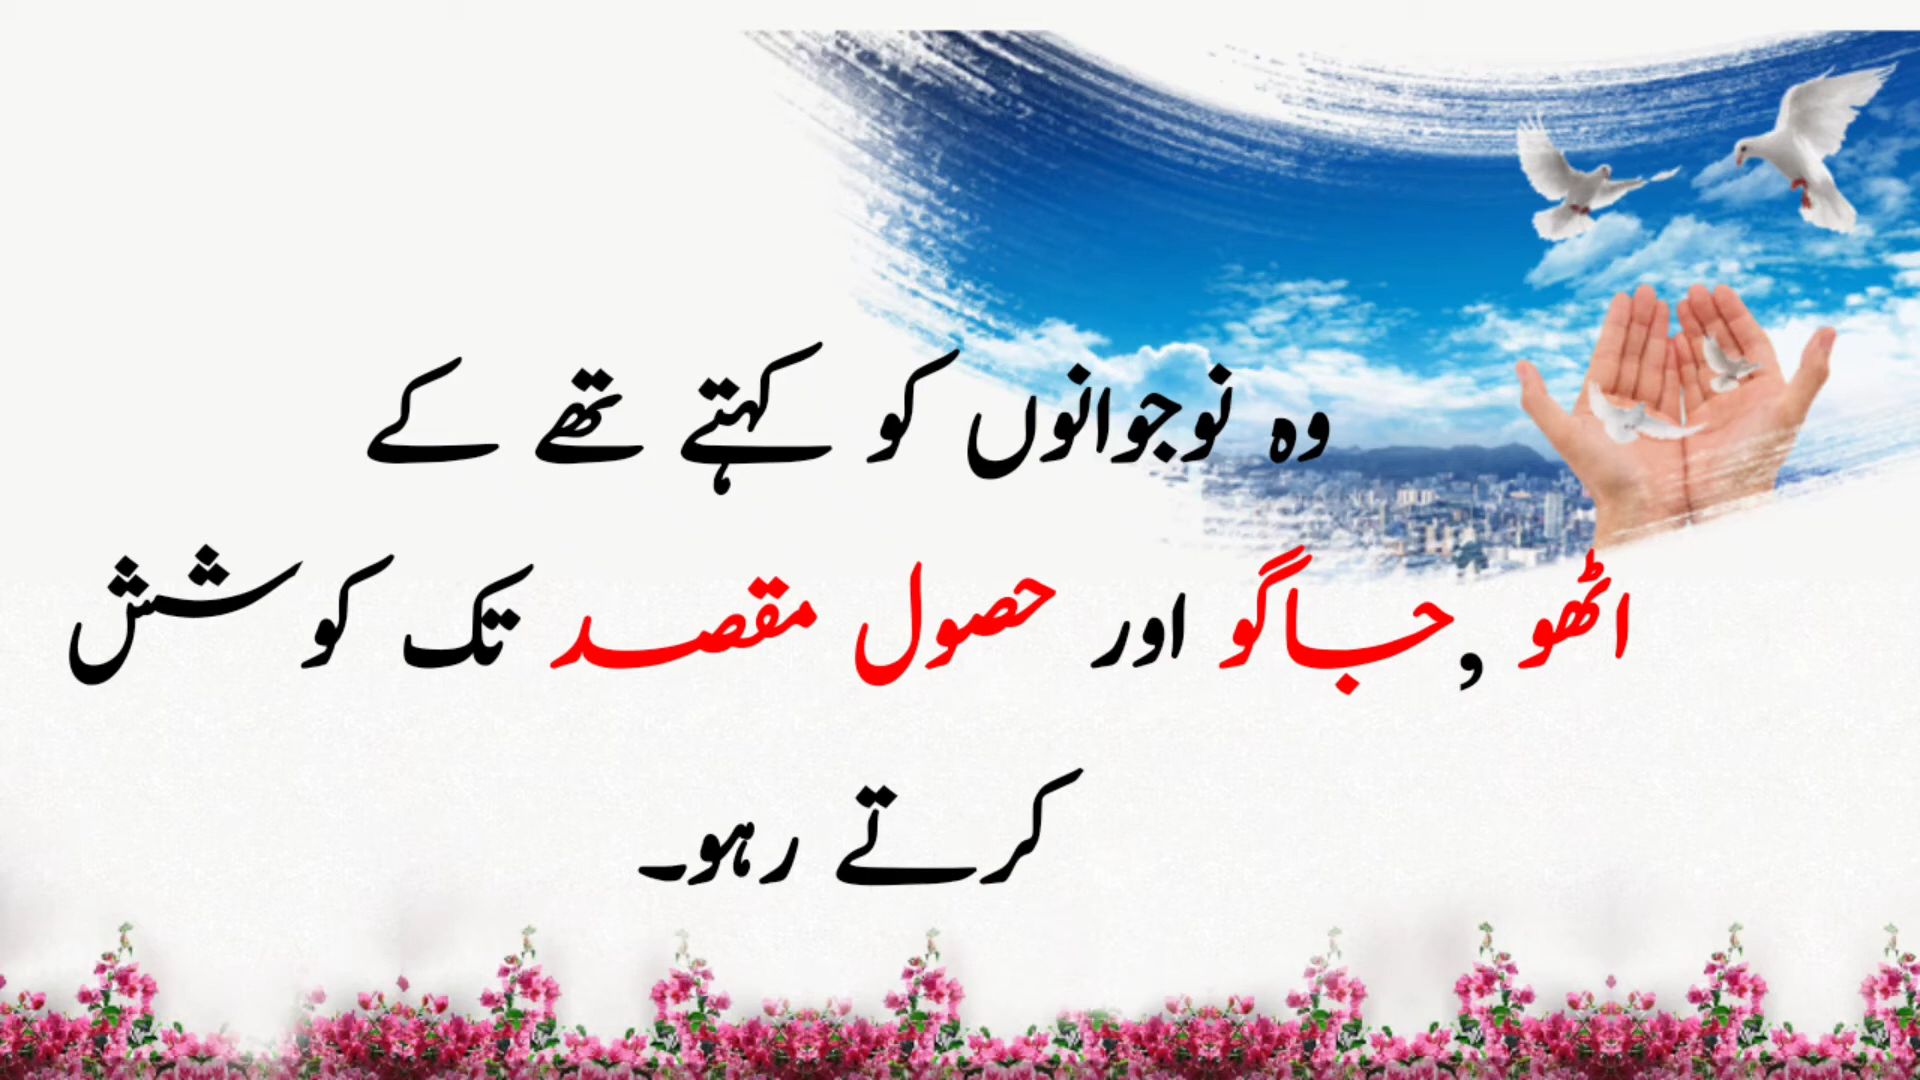 وہ نوجوانوں کو کہتے تھے کے
اٹھو ,جاگو اور حصول مقصد تک کوشش
کرتے رہو۔